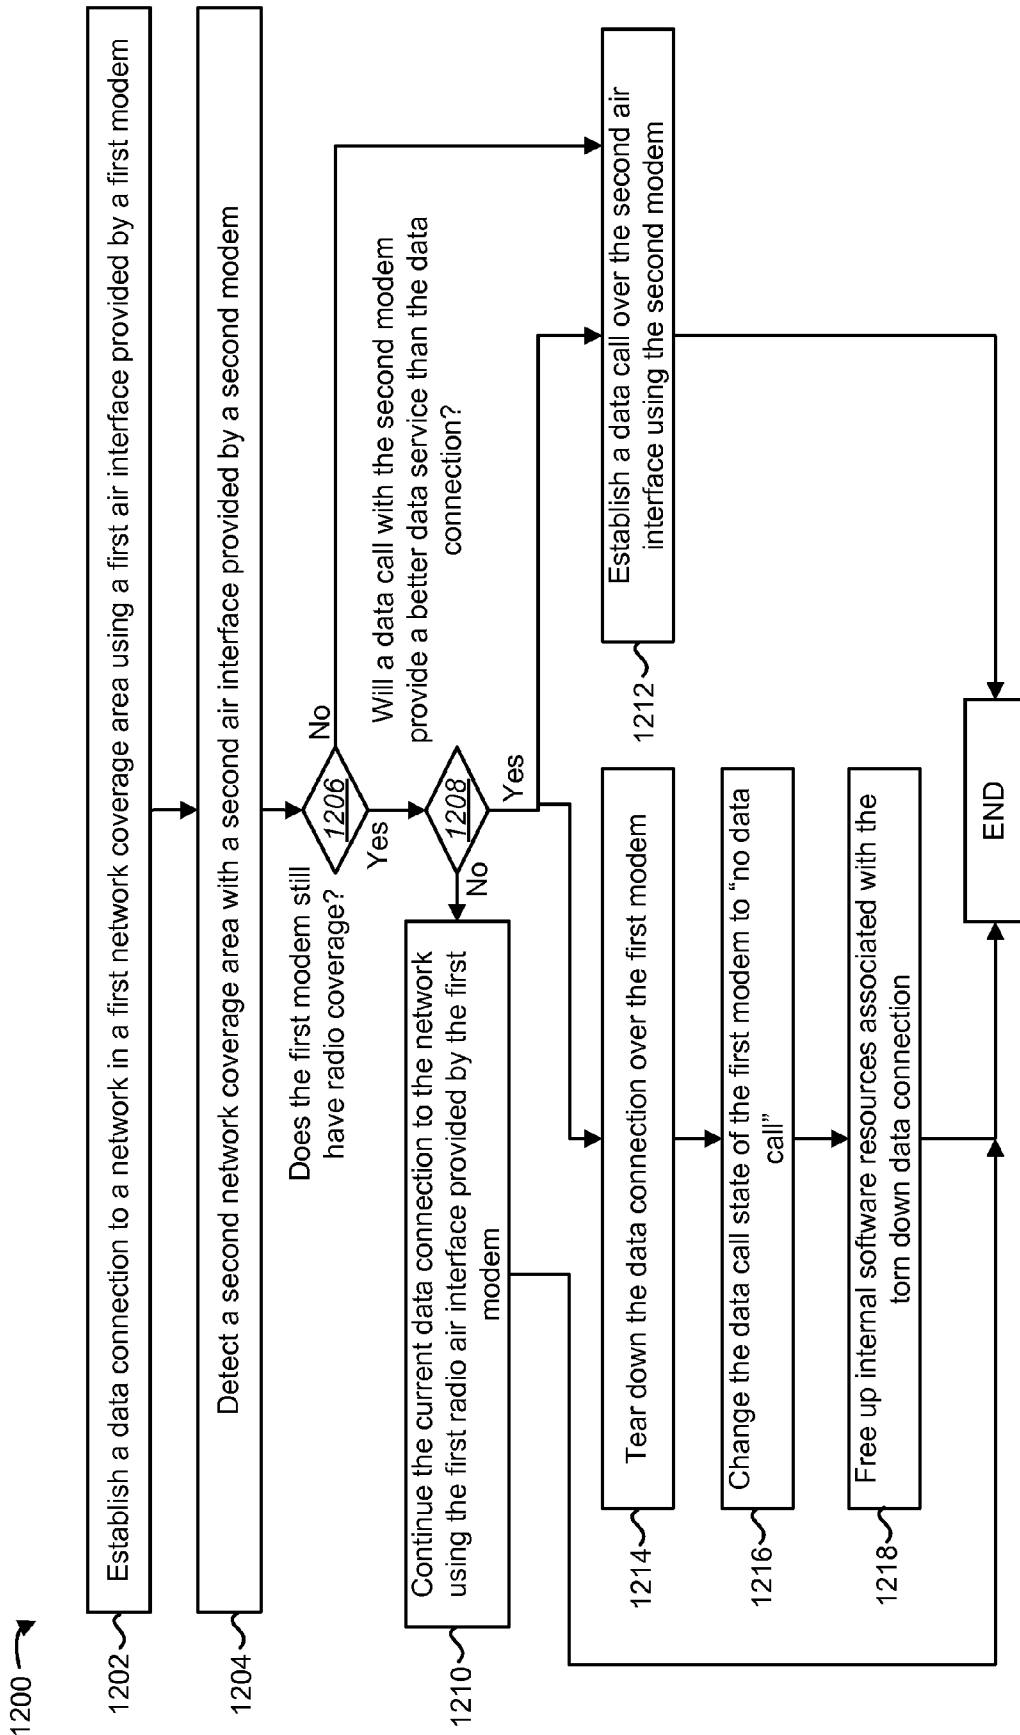 1200
1202
Establish a data connection to a network in a first network coverage area using a first air interface provided by a first modem
1204
Detect a second network coverage area with a second air interface provided by a second modem
Does the first modem still
have radio coverage?
1206
No
Yes
Will a data call with the second modem
provide a better data service than the data
connection?
1208
No
Yes
1210
Continue the current data connection to the network
using the first radio air interface provided by the first
modem
1212
Establish a data call over the second air
interface using the second modem
1214
Tear down the data connection over the first modem
1216
Change the data call state of the first modem to “no data
call”
1218
Free up internal software resources associated with the
torn down data connection
END